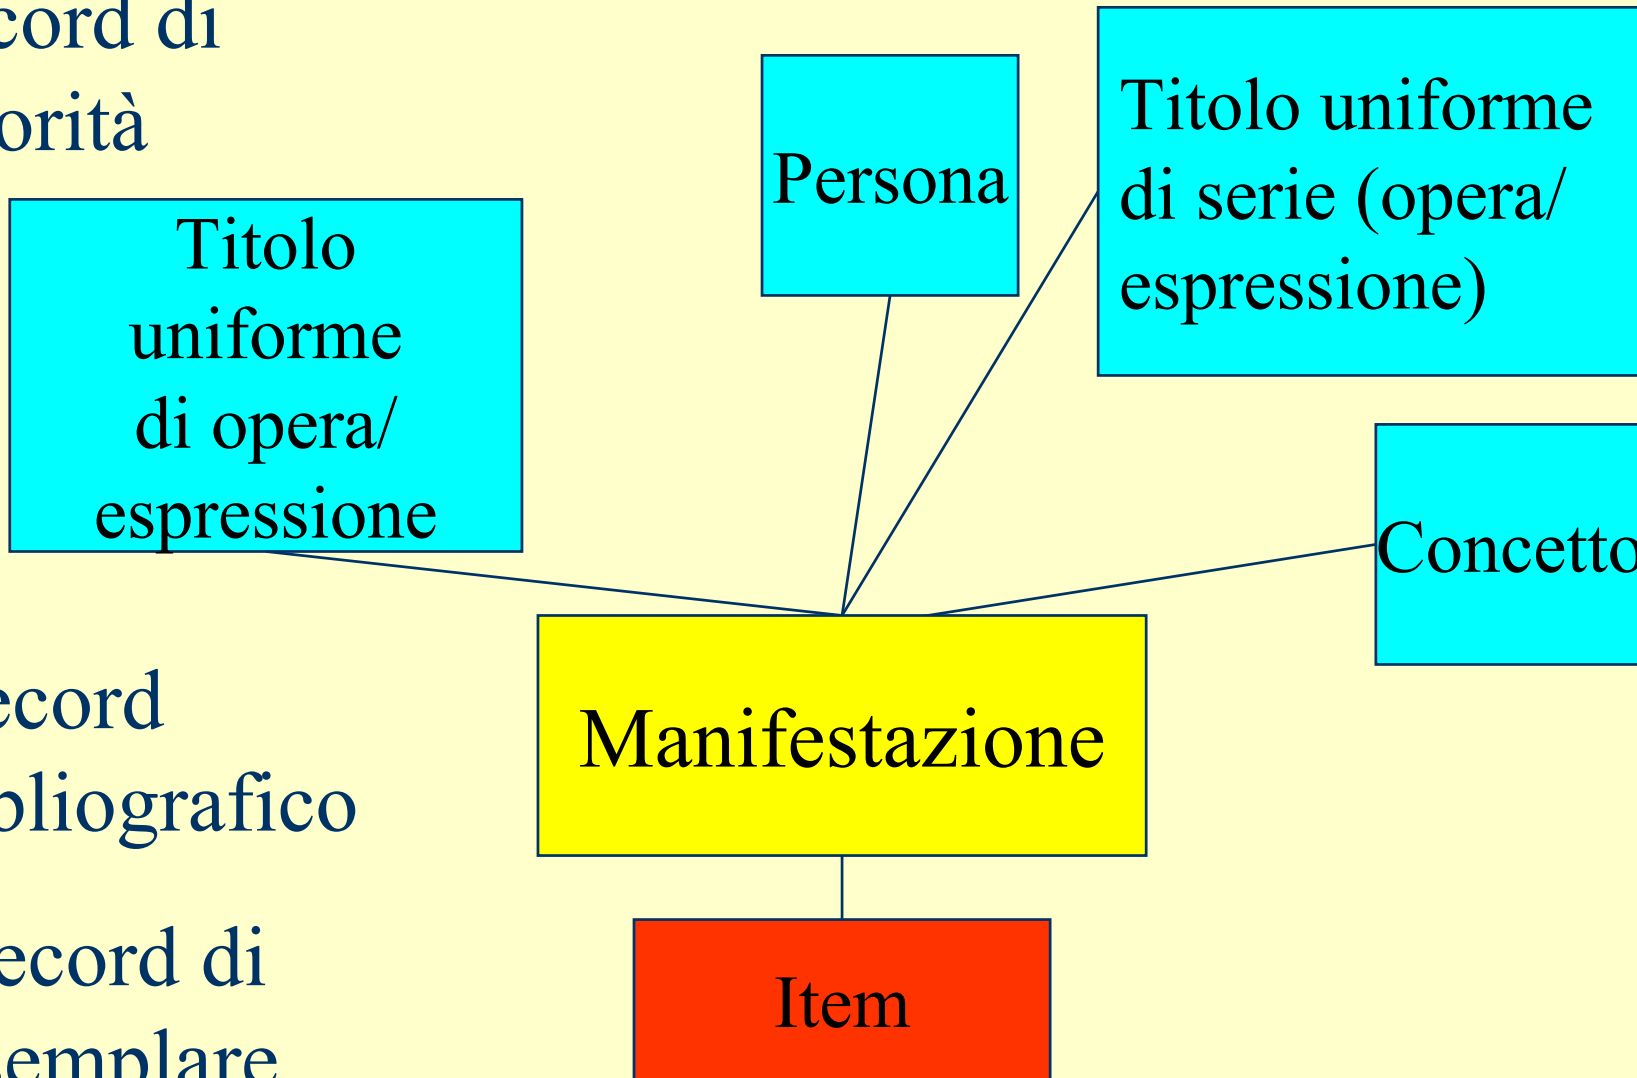 cord di
orità
Persona
Titolo uniforme
di serie (opera/
espressione)
Titolo
uniforme
di opera/
espressione
Concetto
Manifestazione
ecord
bliografico
ecord di
emplare
Item